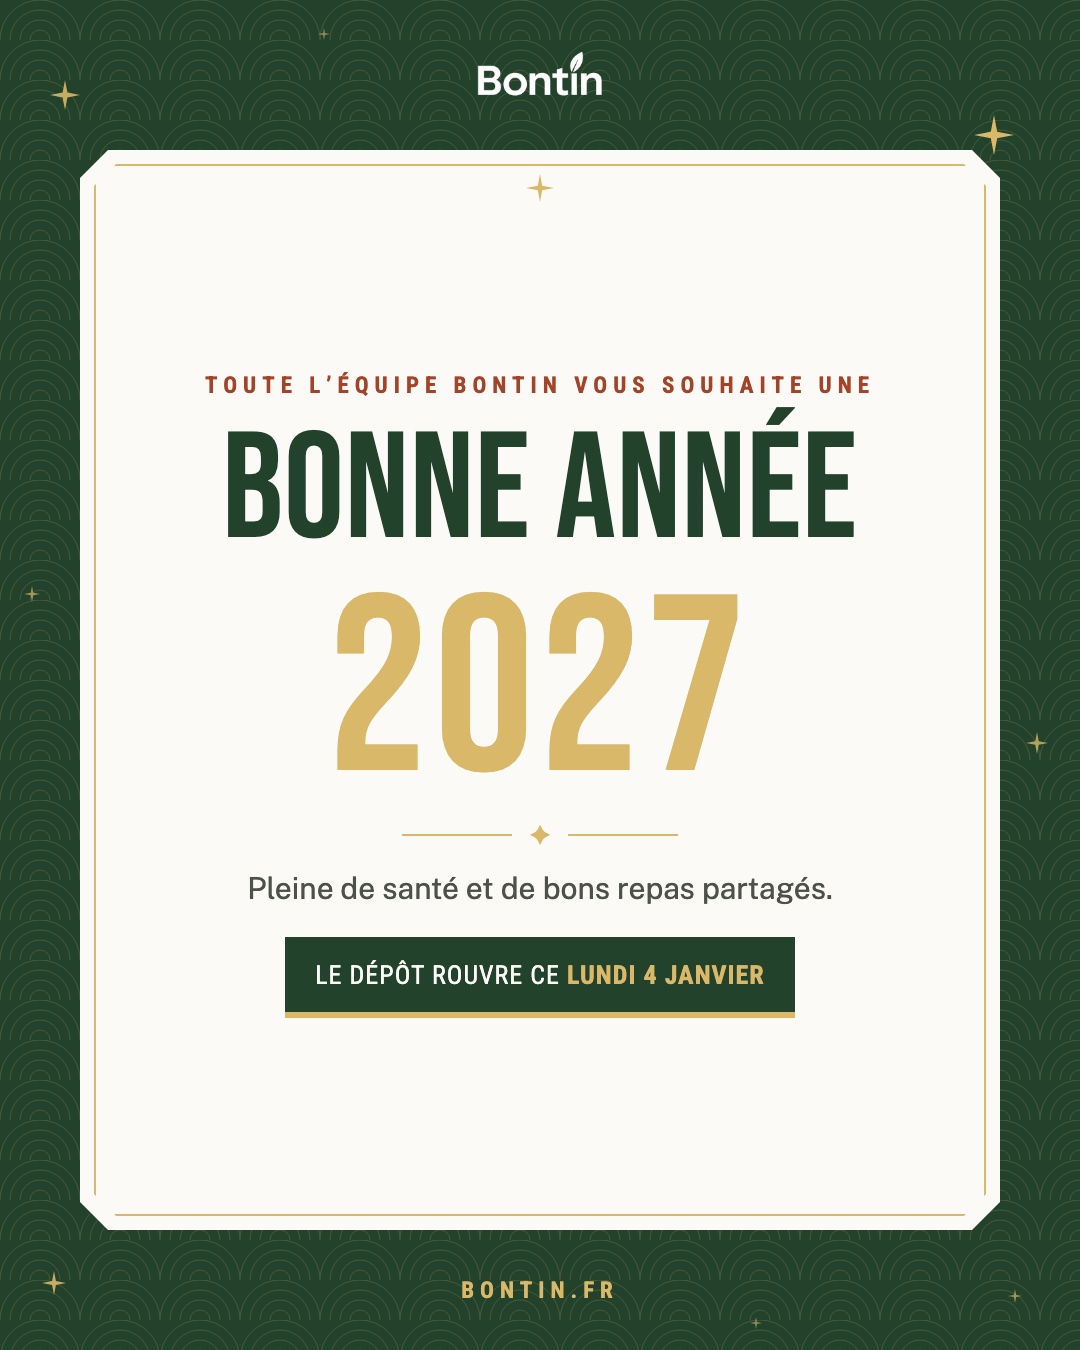 Bontin
TOUTE L’ÉQUIPE BONTIN VOUS SOUHAITE UNE
BONNE ANNÉE
2027
Pleine de santé et de bons repas partagés.
LE DÉPÔT ROUVRE CE LUNDI 4 JANVIER
BONTIN.FR